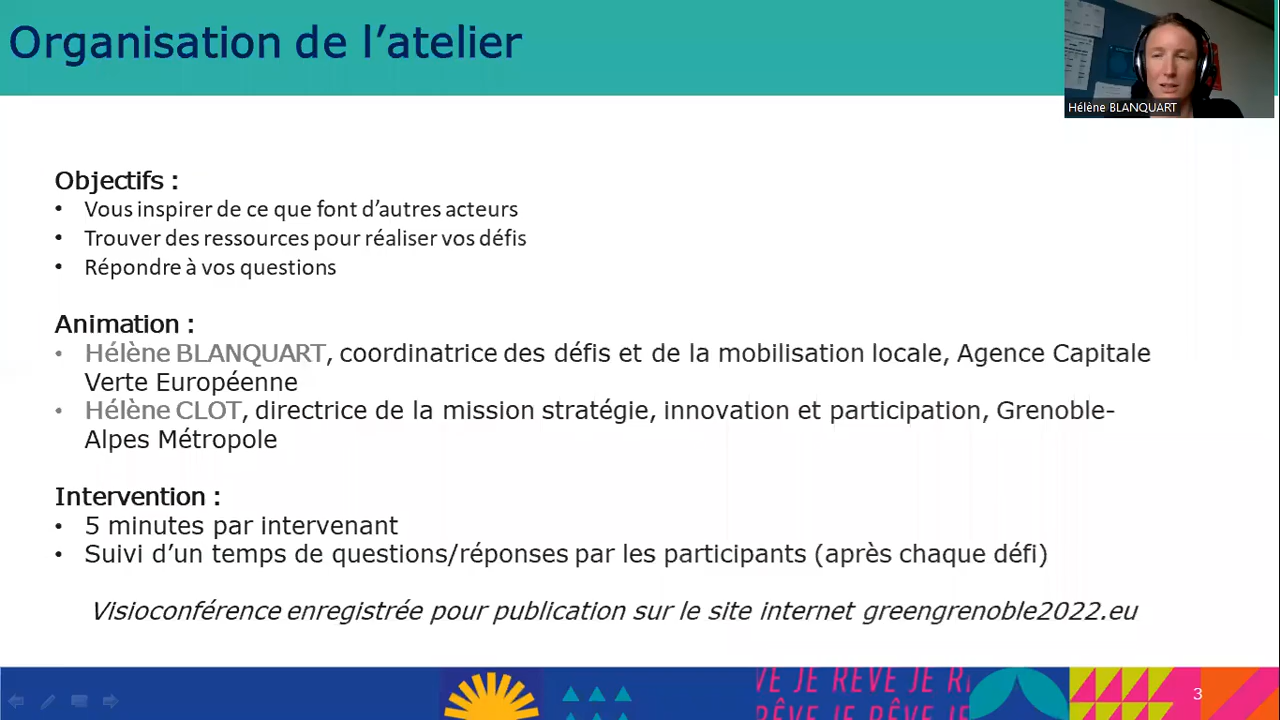 Organisation de l’atelier
Hélène BLANQUART
Objectifs :
• Vous inspirer de ce que font d’autres acteurs
• Trouver des ressources pour réaliser vos défis
• Répondre à vos questions
Animation :
• Hélène BLANQUART, coordinatrice des défis et de la mobilisation locale, Agence Capitale
Verte Européenne
• Hélène CLOT, directrice de la mission stratégie, innovation et participation, Grenoble-
Alpes Métropole
Intervention :
• 5 minutes par intervenant
• Suivi d’un temps de questions/réponses par les participants (après chaque défi)
Visioconférence enregistrée pour publication sur le site internet greengrenoble2022.eu
VE JE RÊVE JE R
RÊVE JE RÊVE
3